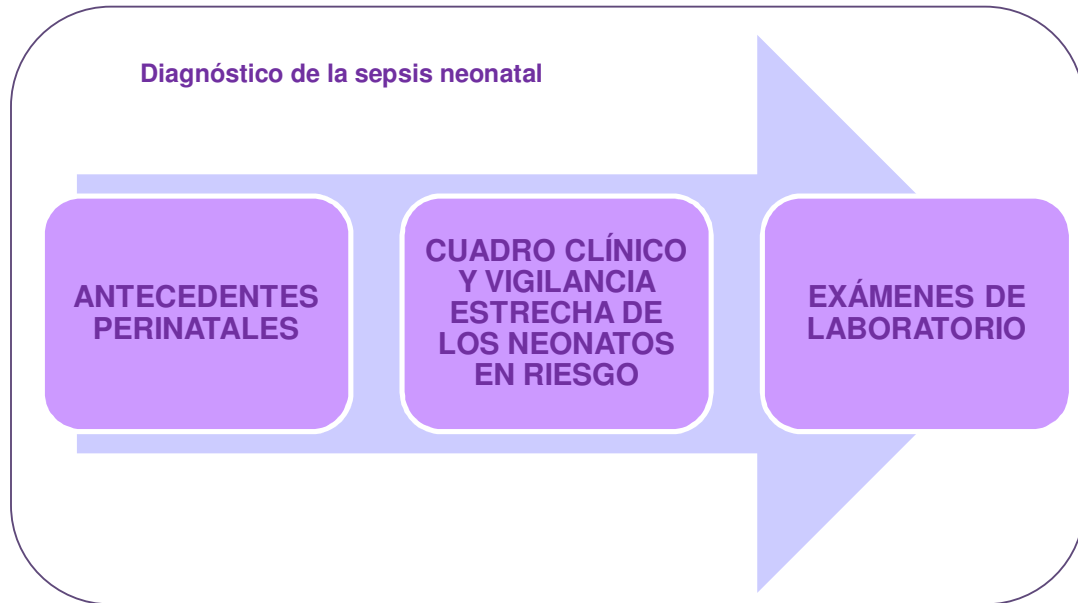 Diagnóstico de la sepsis neonatal
ANTECEDENTES
PERINATALES
CUADRO CLÍNICO
Y VIGILANCIA
ESTRECHA DE
LOS NEONATOS
EN RIESGO
EXÁMENES DE
LABORATORIO